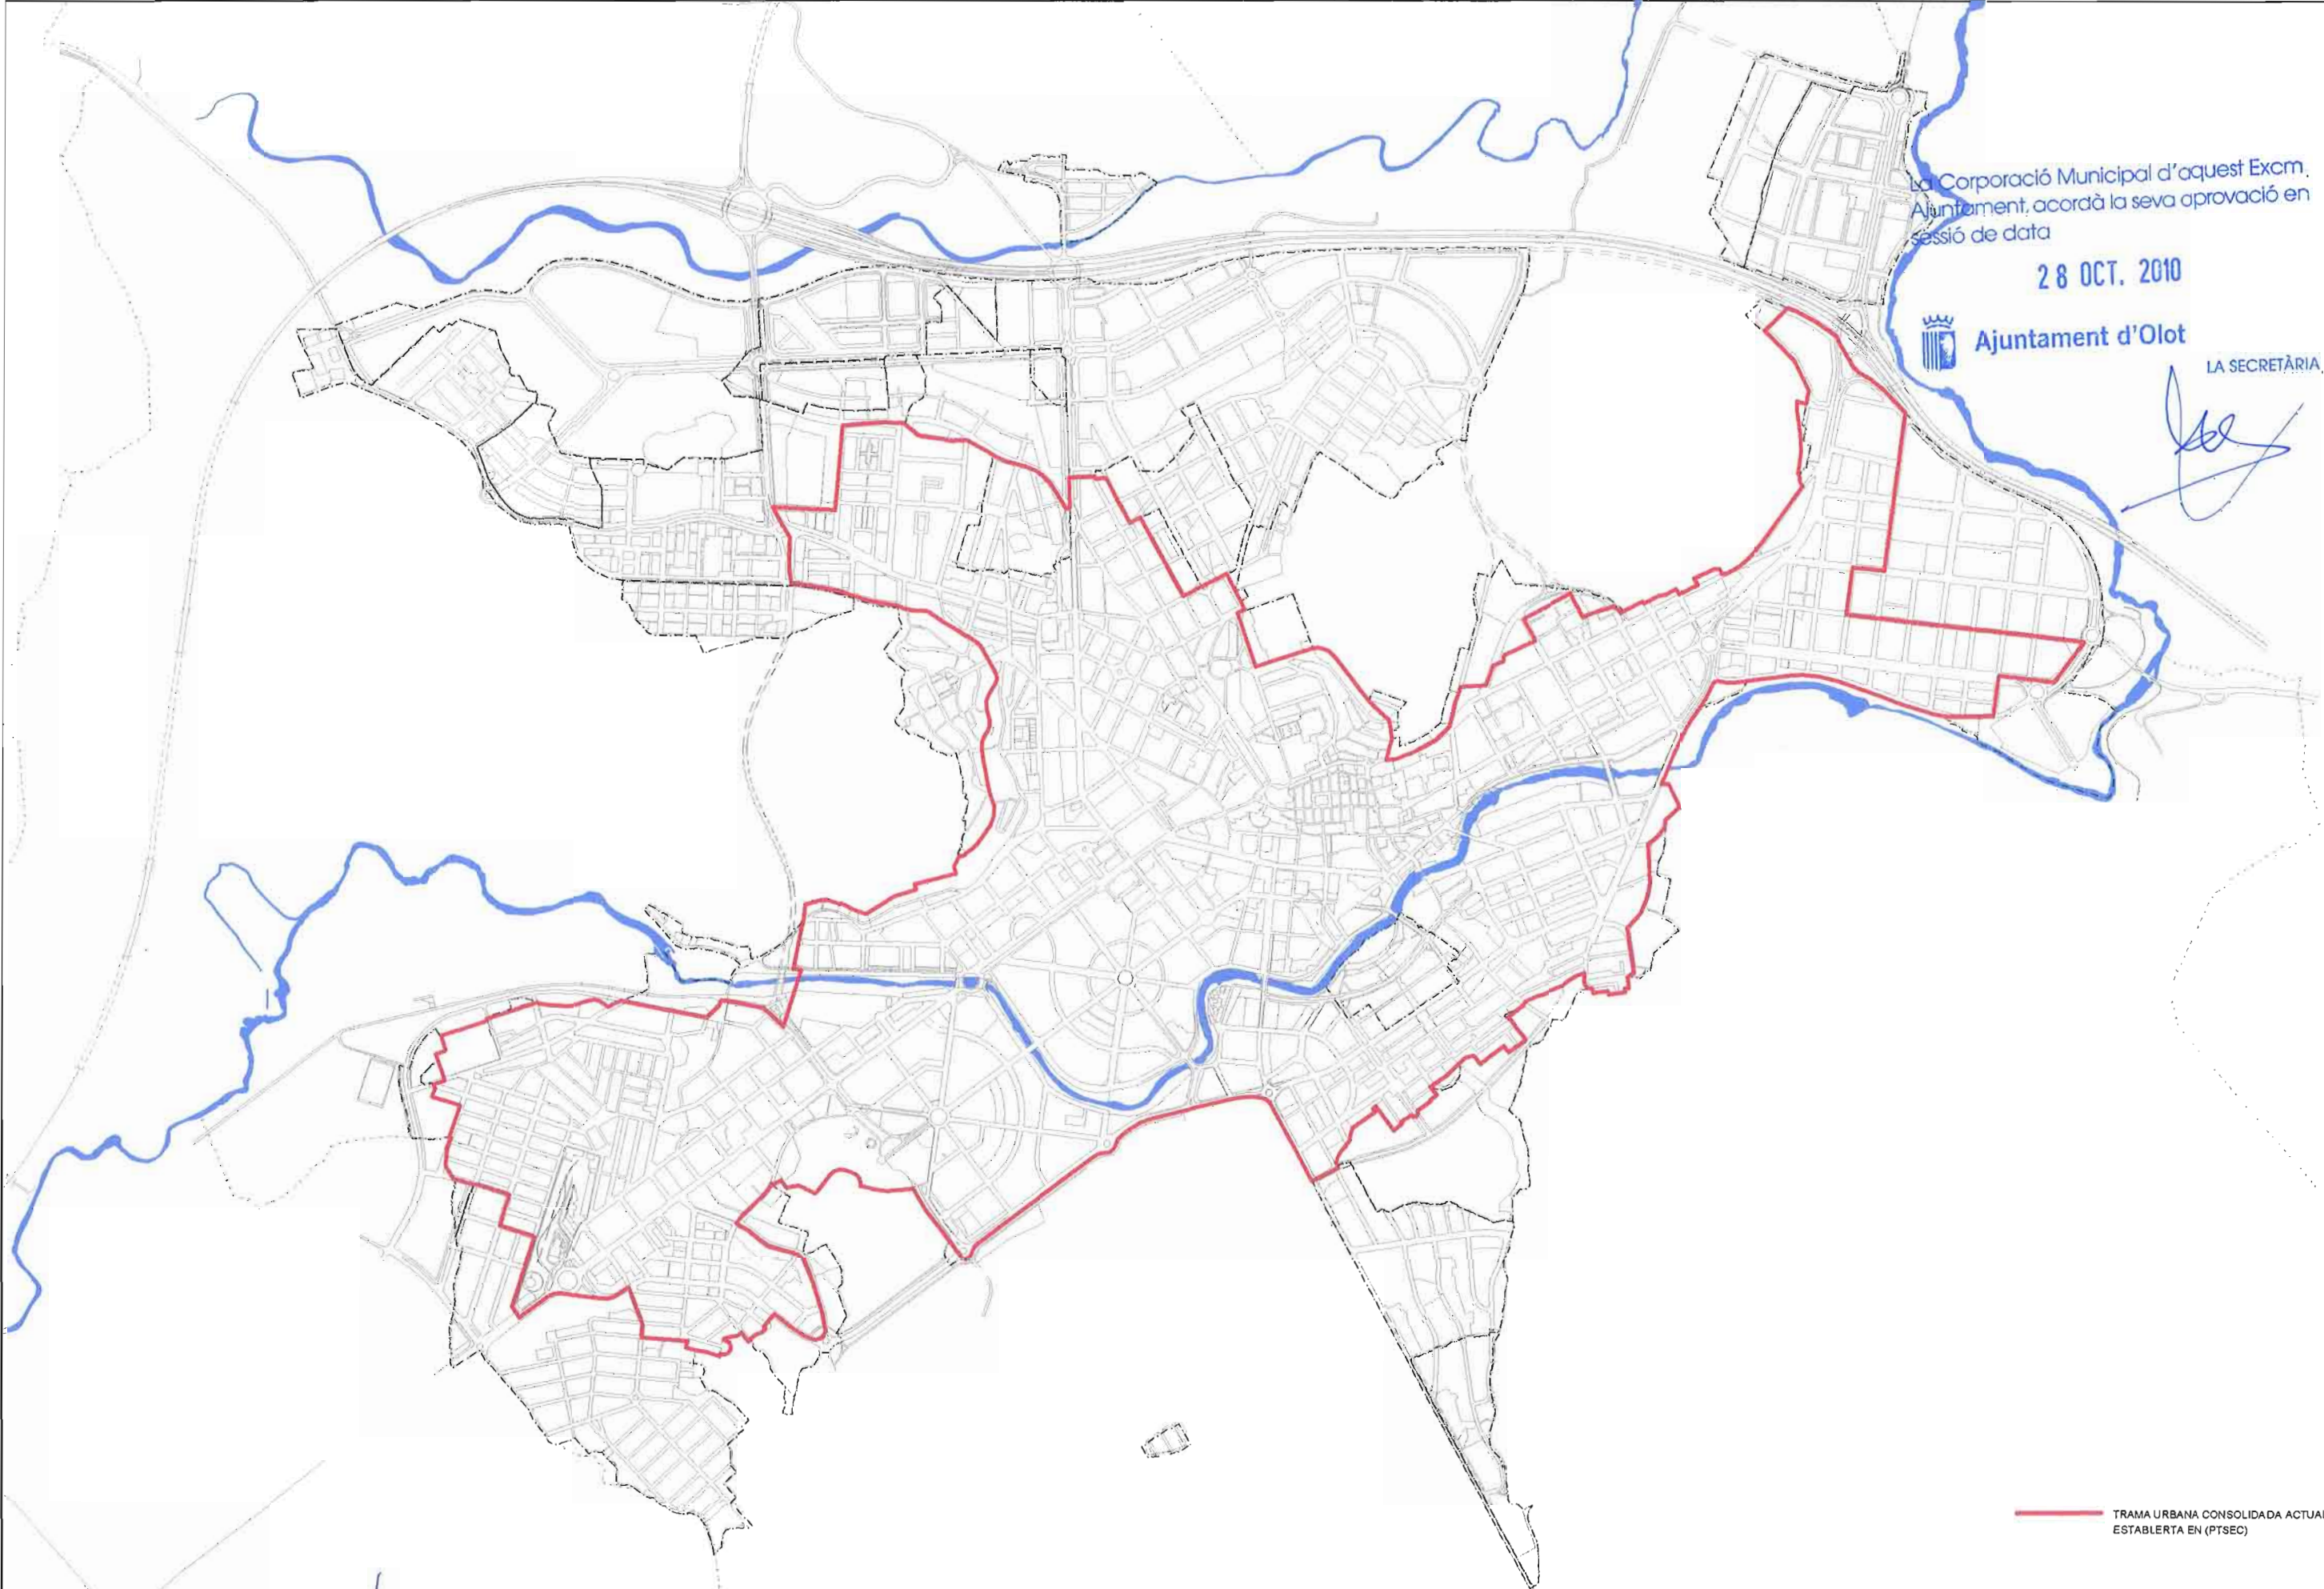 La Corporació Municipal d'aquest Excm.
Ajuntament, acordà la seva aprovació en
sessió de data
28 OCT. 2010
Ajuntament d'Olot
LA SECRETÀRIA,
TRAMA URBANA CONSOLIDADA ACTUAL
ESTABLERTA EN (PTSEC)